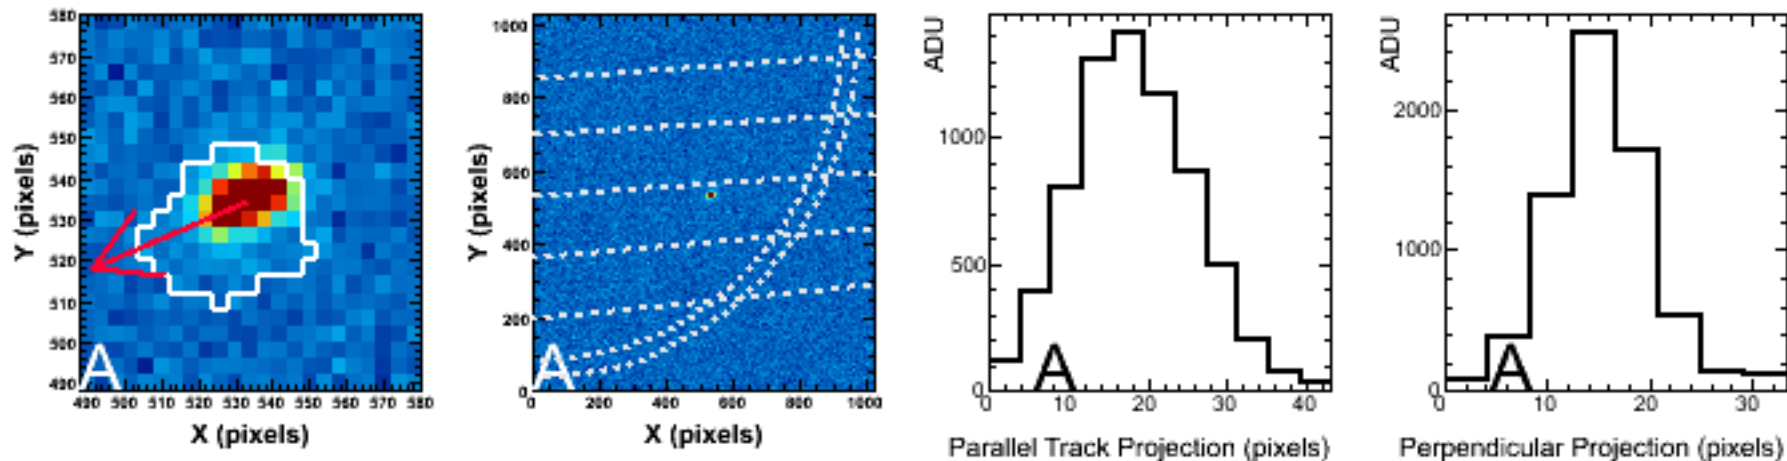 580
570
560
550
540
530
520
510
500
490
490 500 510 520 530 540 550 560 570 580
Y (pixels)
X (pixels)
A
1000
800
600
400
200
0
0 200 400 600 800 1000
Y (pixels)
X (pixels)
A
ADU
1000
500
0
0 10 20 30 40
Parallel Track Projection (pixels)
A
ADU
2000
1000
0
0 10 20 30
Perpendicular Projection (pixels)
A